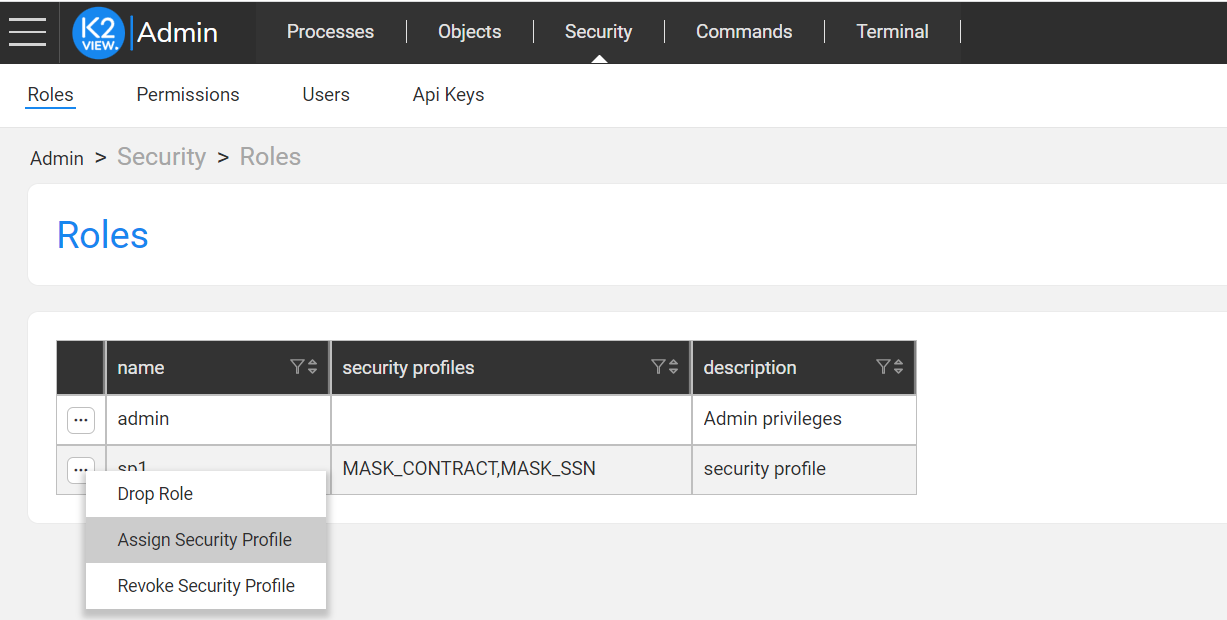 K2 VIEW. Admin Processes Objects Security Commands Terminal
Roles Permissions Users Api Keys
Admin > Security > Roles
Roles
name security profiles description
admin Admin privileges
sp1 MASK_CONTRACT,MASK_SSN security profile
Drop Role
Assign Security Profile
Revoke Security Profile